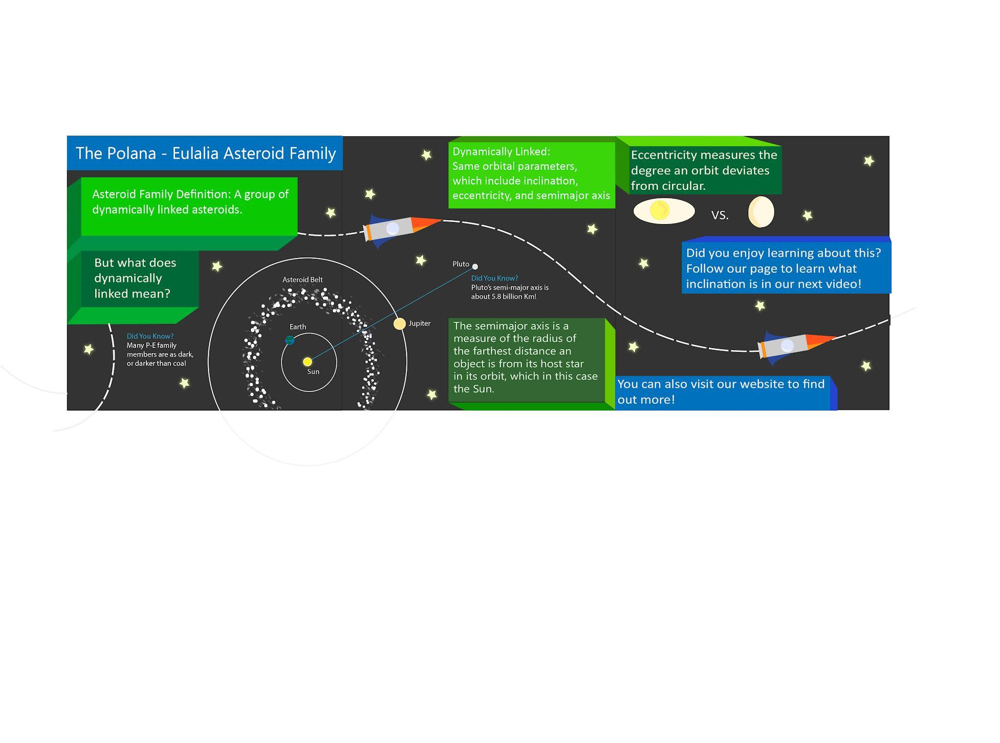 The Polana - Eulalia Asteroid Family
Asteroid Family Definition: A group of
dynamically linked asteroids.
But what does
dynamically
linked mean?
Did You Know?
Many P-E family
members are as dark,
or darker than coal
Asteroid Belt
Earth
Sun
Jupiter
Pluto
Did You Know?
Pluto's semi-major axis is
about 5.8 billion Km!
Dynamically Linked:
Same orbital parameters,
which include inclination,
eccentricity, and semimajor axis
The semimajor axis is a
measure of the radius of
the farthest distance an
object is from its host star
in its orbit, which in this case
the Sun.
Eccentricity measures the
degree an orbit deviates
from circular.
VS.
Did you enjoy learning about this?
Follow our page to learn what
inclination is in our next video!
You can also visit our website to find
out more!